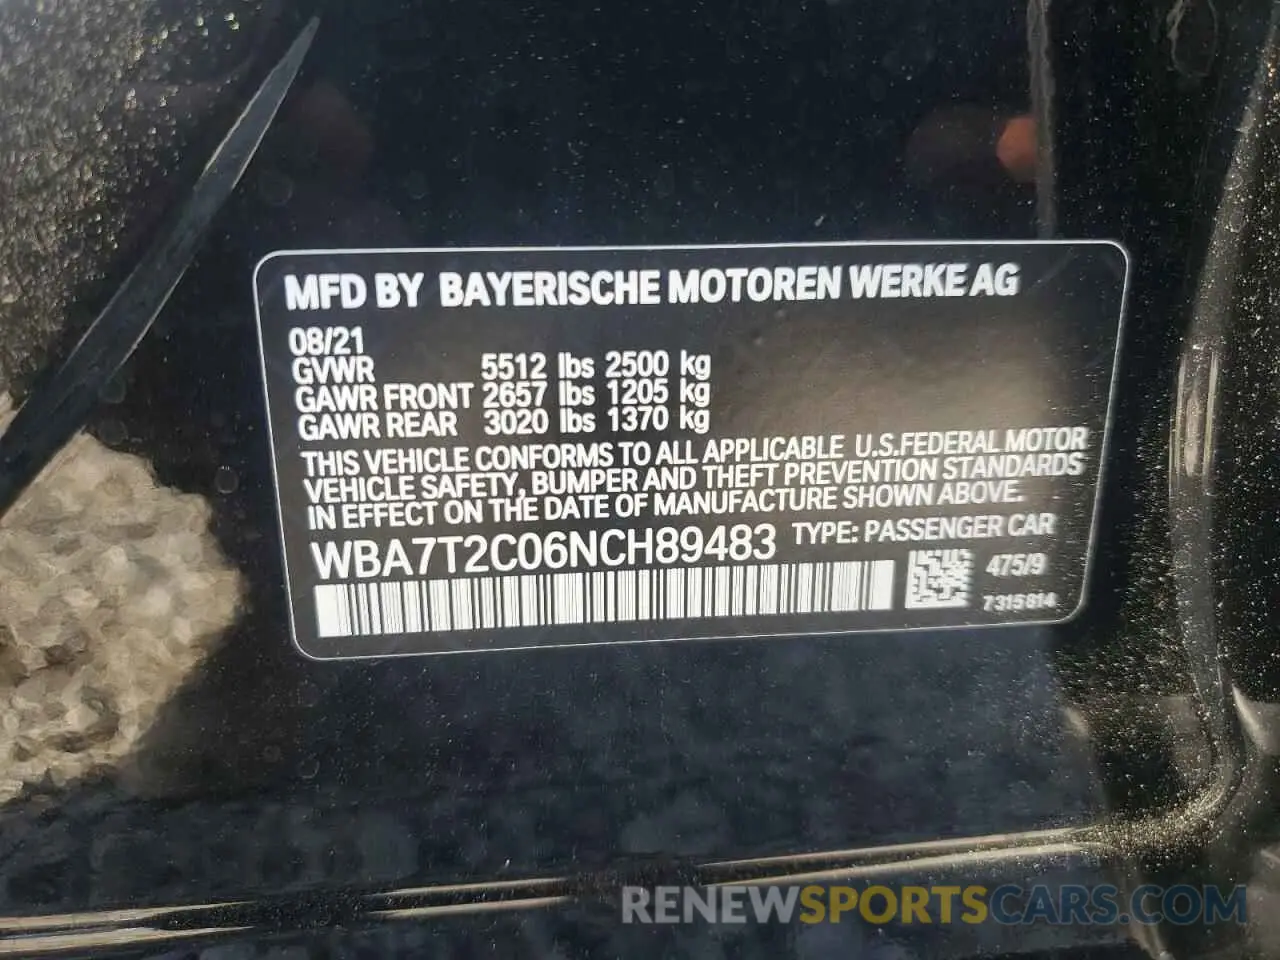 MFD BY BAYERISCHE MOTOREN WERKE AG
08/21
GVWR 5512 lbs 2500 kg
GAWR FRONT 2657 lbs 1205 kg
GAWR REAR 3020 lbs 1370 kg
THIS VEHICLE CONFORMS TO ALL APPLICABLE U.S.FEDERAL MOTOR
VEHICLE SAFETY, BUMPER AND THEFT PREVENTION STANDARDS
IN EFFECT ON THE DATE OF MANUFACTURE SHOWN ABOVE.
WBA7T2C06NCH89483 TYPE: PASSENGER CAR
475/9
7315814
RENEWSPORTSCARS.COM